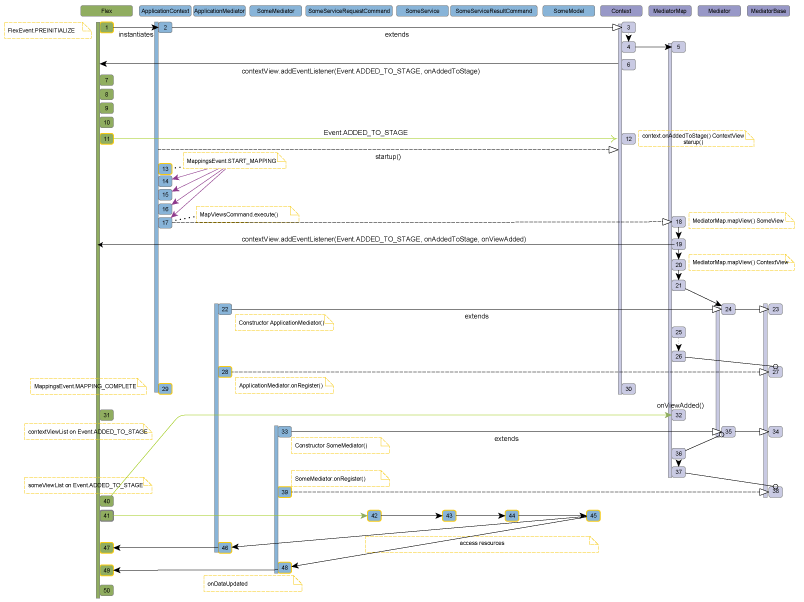 Flex ApplicationContext ApplicationMediator SomeMediator SomeServiceRequestCommand SomeService SomeServiceResultCommand SomeModel Context MediatorMap Mediator MediatorBase
FlexEvent.PREINITIALIZE 1 2 3
instantiates extends
4 5
6
contextView.addEventListener(Event.ADDED_TO_STAGE, onAddedToStage)
7
8
9
10
Event.ADDED_TO_STAGE
11 12 context.onAddedToStage() ContextView
startup()
startup()
MappingsEvent.START_MAPPING
13
14
15
16
MapViewsCommand.execute()
17 18 MediatorMap.mapView() SomeView
contextView.addEventListener(Event.ADDED_TO_STAGE, onAddedToStage, onViewAdded)
19
20 MediatorMap.mapView() ContextView
21
22 24 23
extends
Constructor ApplicationMediator()
25
26
28 27
MappingsEvent.MAPPING_COMPLETE 29 ApplicationMediator.onRegister() 30
onViewAdded()
31 32
contextViewList on Event.ADDED_TO_STAGE 33 35 34
extends
Constructor SomeMediator()
36
37
SomeMediator.onRegister()
someViewList on Event.ADDED_TO_STAGE
39 38
40
41 42 43 44 45
access resources
47 46
49 48
onDataUpdated
50